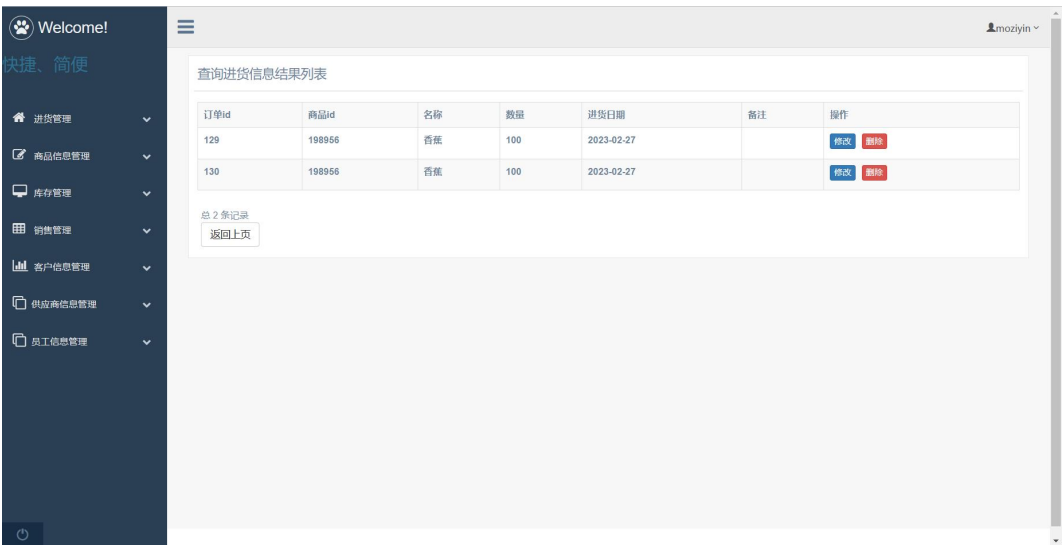 Welcome!
moziyin
快捷、简便
查询进货信息结果列表
进货管理
商品信息管理
库存管理
销售管理
客户信息管理
供应商信息管理
员工信息管理
订单id 商品id 名称 数量 进货日期 备注 操作
129 198956 香蕉 100 2023-02-27 修改 删除
130 198956 香蕉 100 2023-02-27 修改 删除
总 2 条记录
返回上页